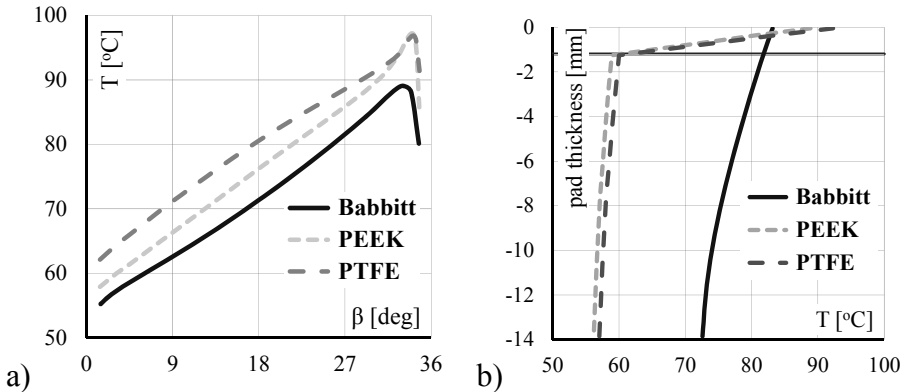 100
90
80
70
60
50
T [°C]
Babbitt
PEEK
PTFE
β [deg]
0 9 18 27 36
a)
0
-2
-4
-6
-8
-10
-12
-14
pad thickness [mm]
Babbitt
PEEK
PTFE
T [°C]
50 60 70 80 90 100
b)